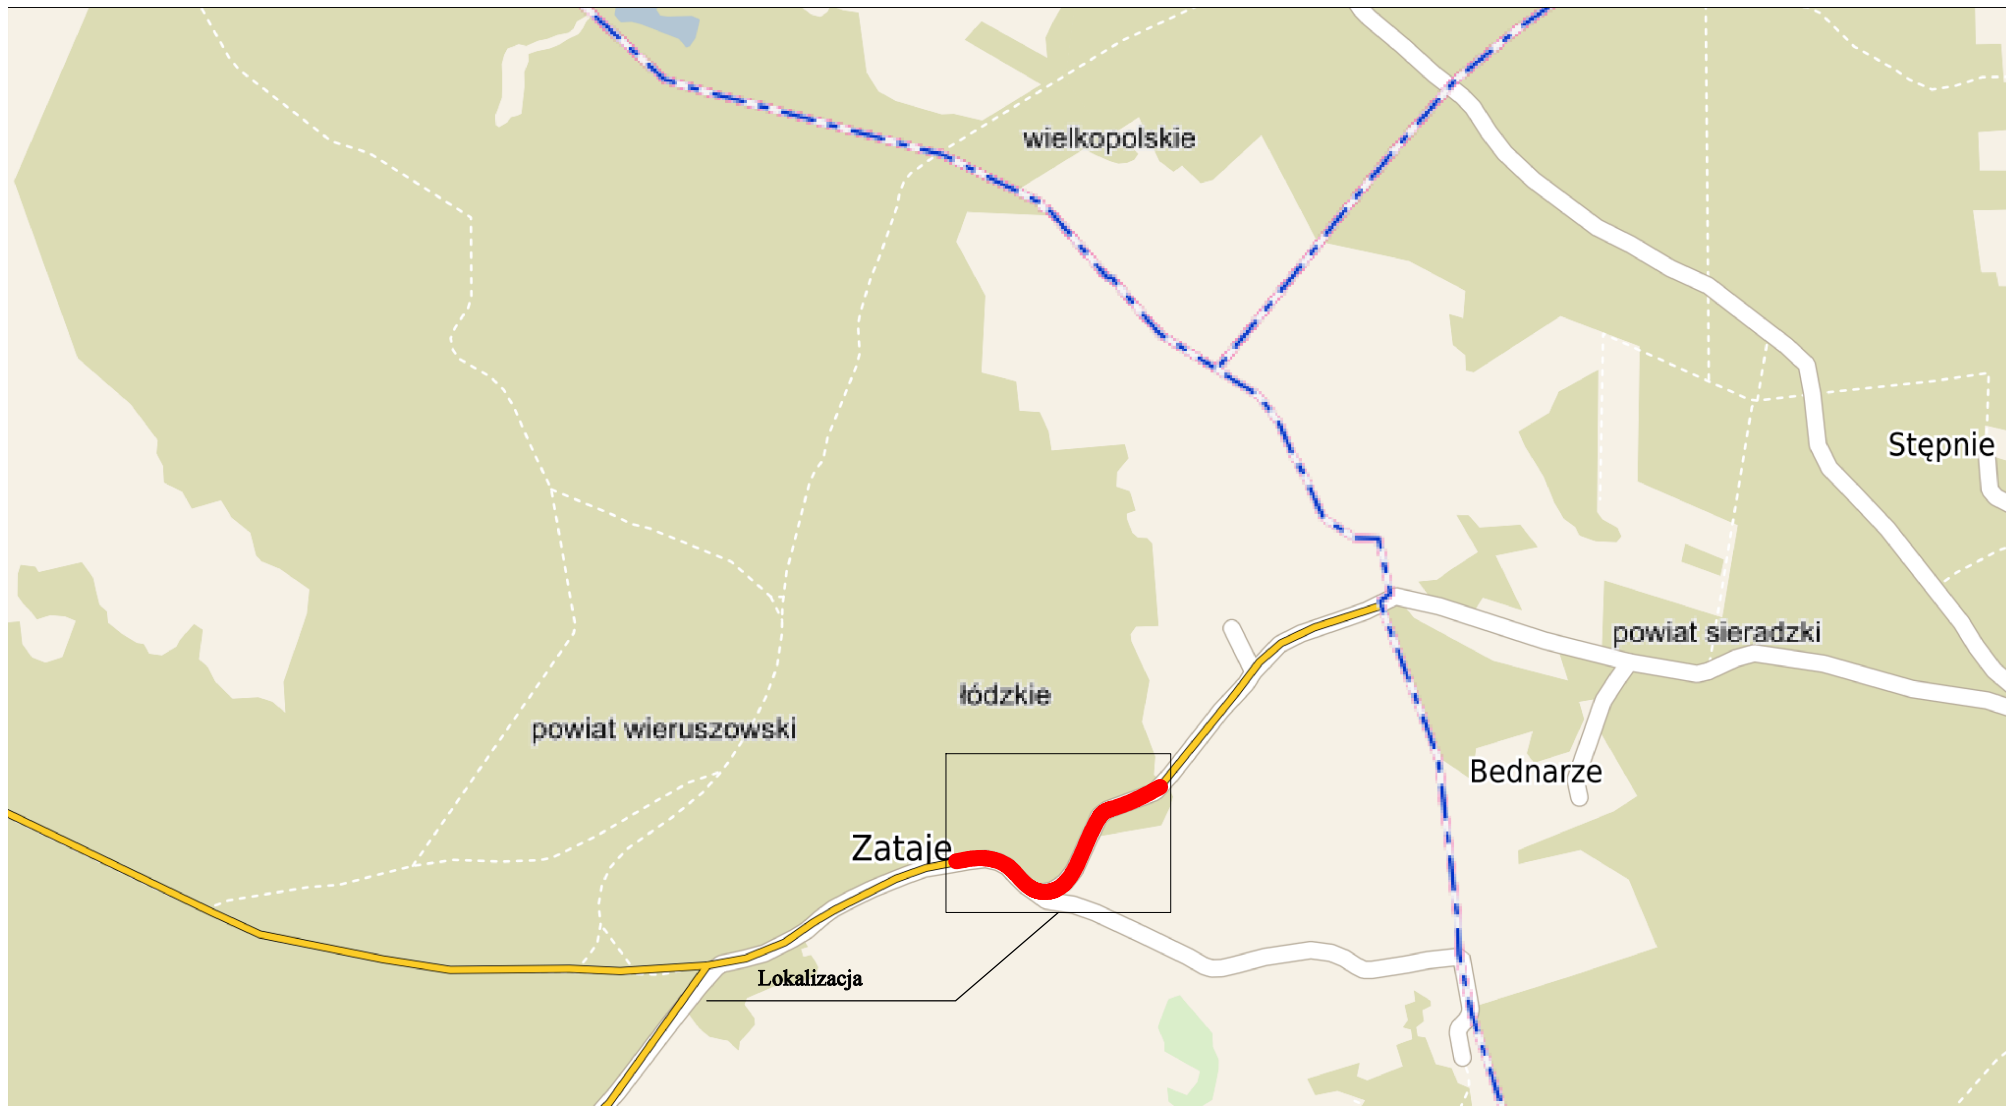 wielkopolskie
Stępnie
powiat sieradzki
łódzkie
powiat wieruszowski
Bednarze
Zataje
Lokalizacja